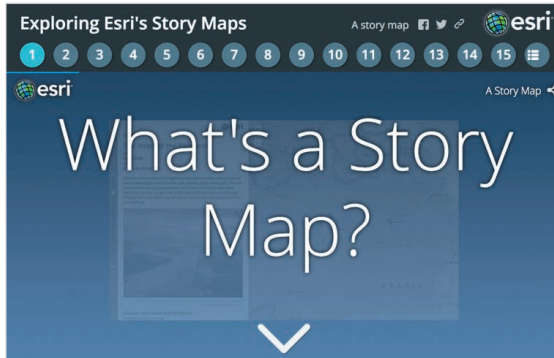 Exploring Esri's Story Maps
A story map
esri
1 2 3 4 5 6 7 8 9 10 11 12 13 14 15
esri
A Story Map
What's a Story
Map?